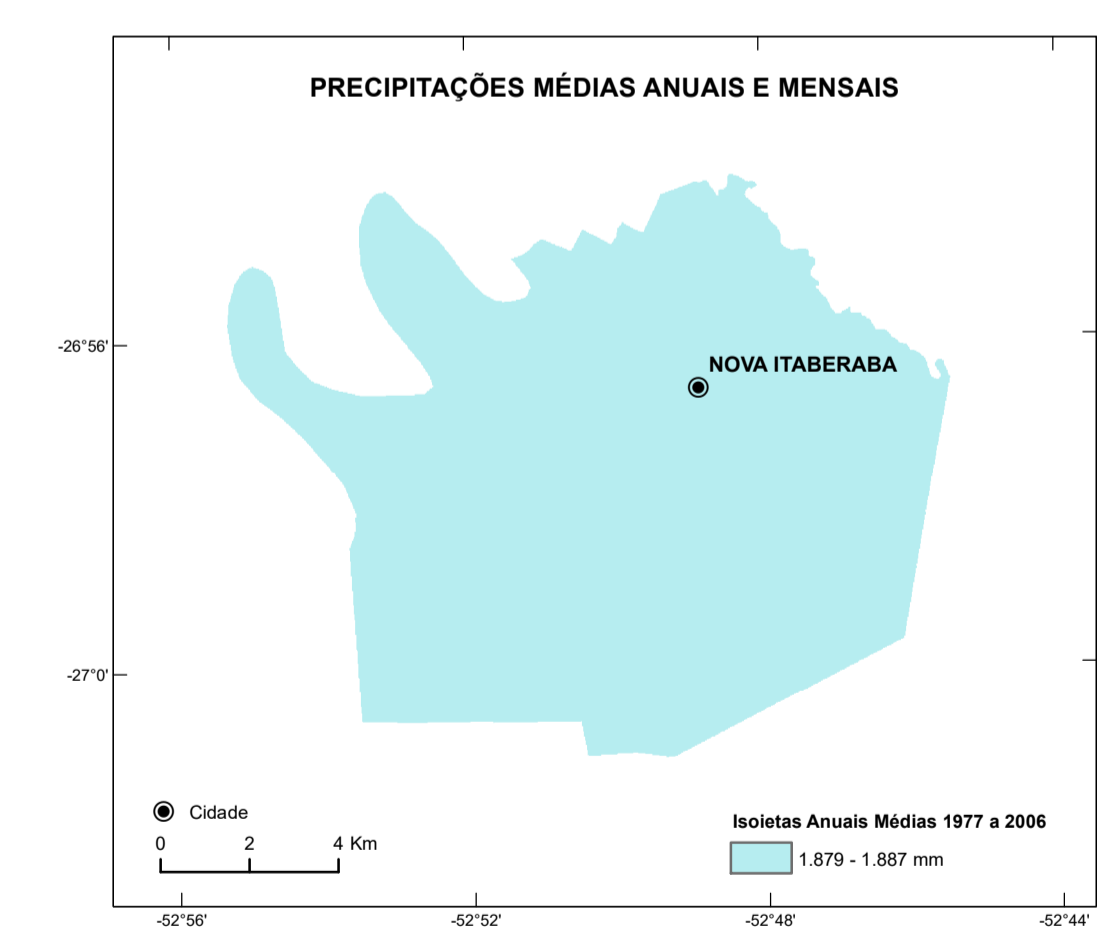 PRECIPITAÇÕES MÉDIAS ANUAIS E MENSAIS
-26°56'
NOVA ITABERABA
-27°0'
Cidade
0 2 4 Km
Isoietas Anuais Médias 1977 a 2006
1.879 - 1.887 mm
-52°56' -52°52' -52°48' -52°44'